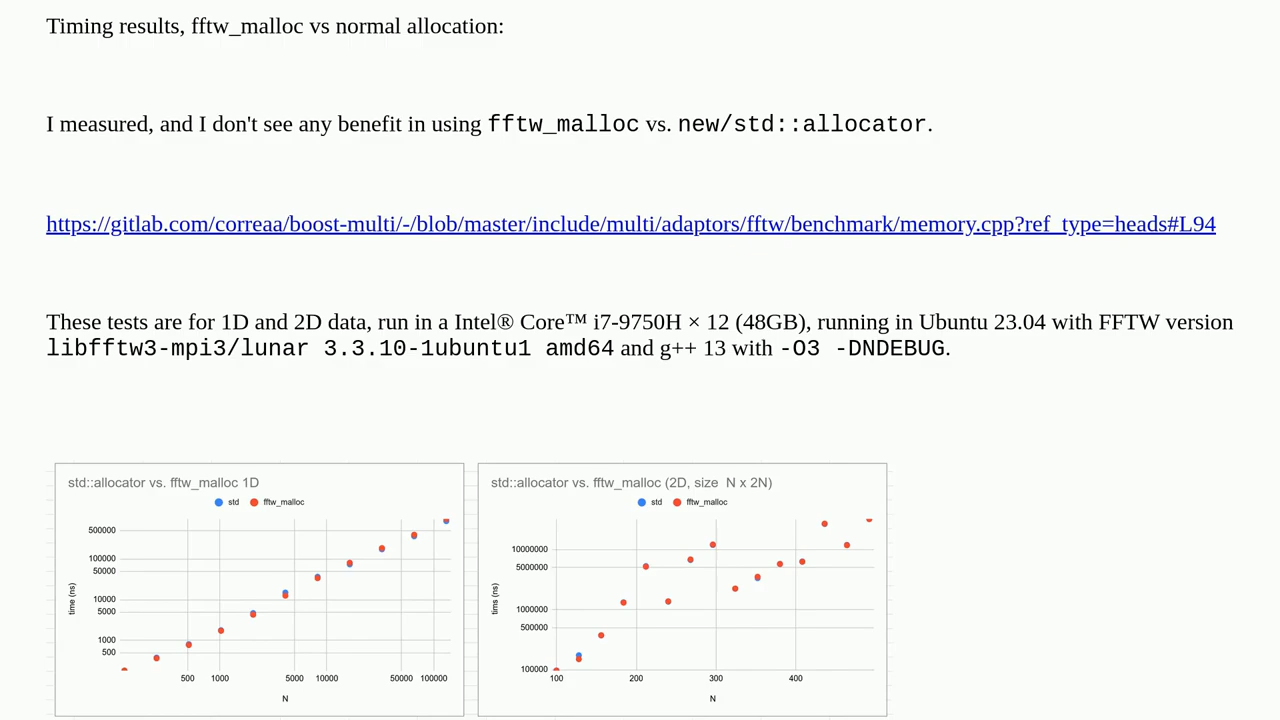 Timing results, fftw_malloc vs normal allocation:
I measured, and I don't see any benefit in using fftw_malloc vs. new/std::allocator.
https://gitlab.com/correaa/boost-multi/-/blob/master/include/multi/adaptors/fftw/benchmark/memory.cpp?ref_type=heads#L94
These tests are for 1D and 2D data, run in a Intel® Core™ i7-9750H × 12 (48GB), running in Ubuntu 23.04 with FFTW version
libfftw3-mpi3/lunar 3.3.10-1ubuntu1 amd64 and g++ 13 with -O3 -DNDEBUG.
std::allocator vs. fftw_malloc 1D
std fftw_malloc
500000
100000
50000
10000
5000
1000
500
time (ns)
500 1000 5000 10000 50000 100000
N
std::allocator vs. fftw_malloc (2D, size N x 2N)
std fftw_malloc
10000000
5000000
1000000
500000
100000
tims (ns)
100 200 300 400
N